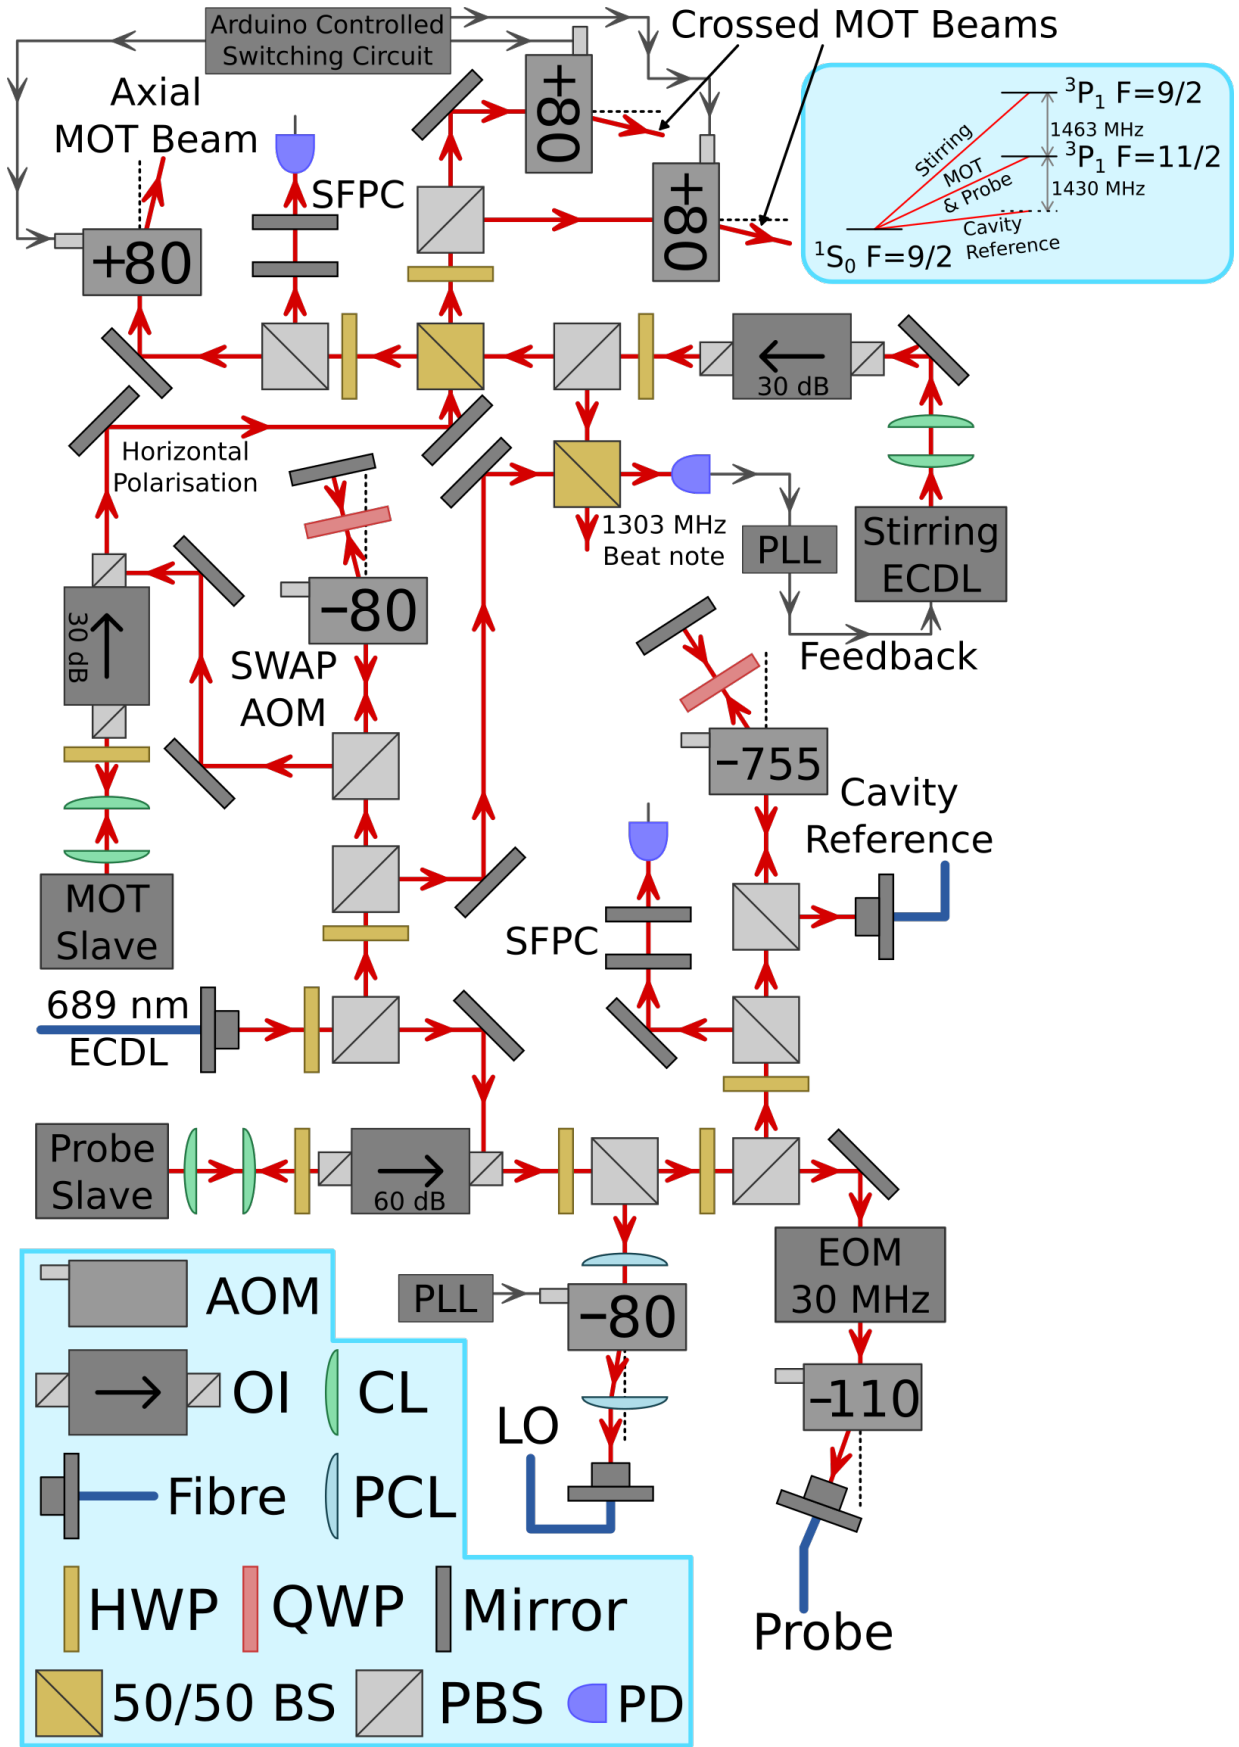 Arduino Controlled
Switching Circuit
Crossed MOT Beams
Axial
MOT Beam
+80
+80
SFPC
+80
³P₁ F=9/2
1463 MHz
Stirring
³P₁ F=11/2
MOT
& Probe
1430 MHz
Cavity
Reference
¹S₀ F=9/2
30 dB
Horizontal
Polarisation
1303 MHz
Beat note
PLL
Stirring
ECDL
Feedback
30 dB
−80
SWAP
AOM
−755
Cavity
Reference
MOT
Slave
SFPC
689 nm
ECDL
Probe
Slave
60 dB
EOM
30 MHz
PLL
−80
−110
LO
Probe
AOM
OI
CL
Fibre
PCL
HWP
QWP
Mirror
50/50 BS
PBS
PD